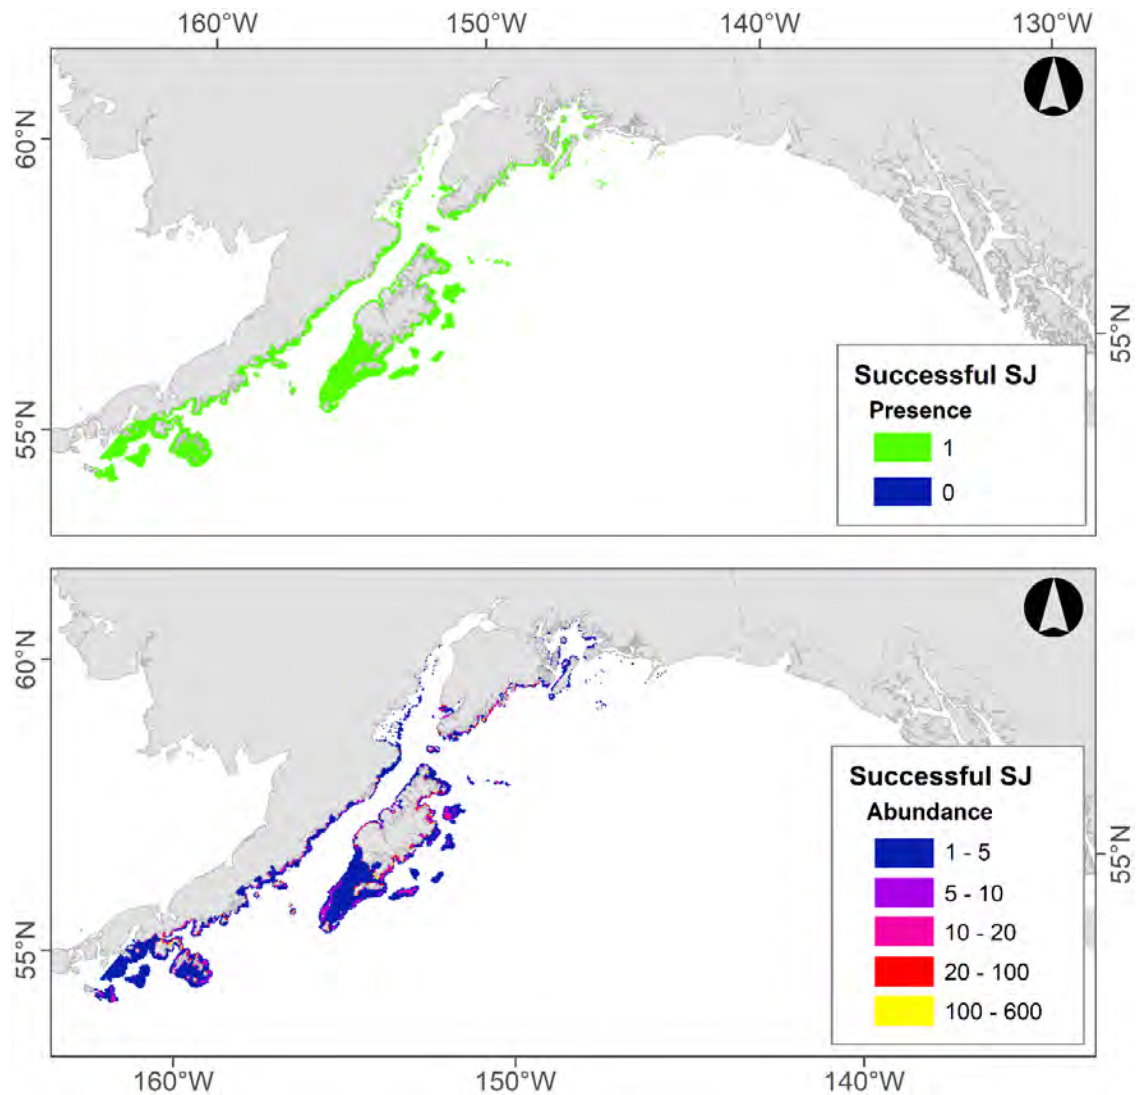 160°W 150°W 140°W 130°W
60°N
55°N
55°N
Successful SJ
Presence
1
0
60°N
55°N
55°N
Successful SJ
Abundance
1 - 5
5 - 10
10 - 20
20 - 100
100 - 600
160°W 150°W 140°W